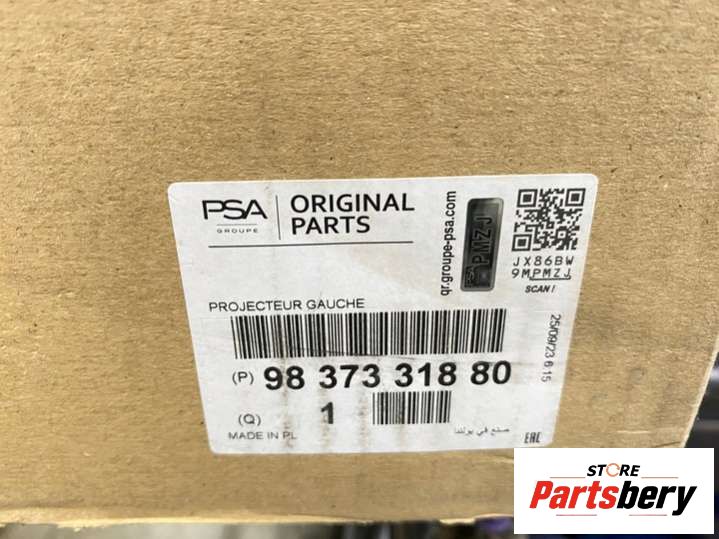 PSA
GROUPE
ORIGINAL
PARTS
qr.groupe-psa.com
PSA
PMZJ
JX86BW
9MPMZJ
SCAN!
PROJECTEUR GAUCHE
25/09/23 6:15
(P) 98 373 318 80
(Q) 1
MADE IN PL
صنع في بولندا
EAC
STORE
Partsbery